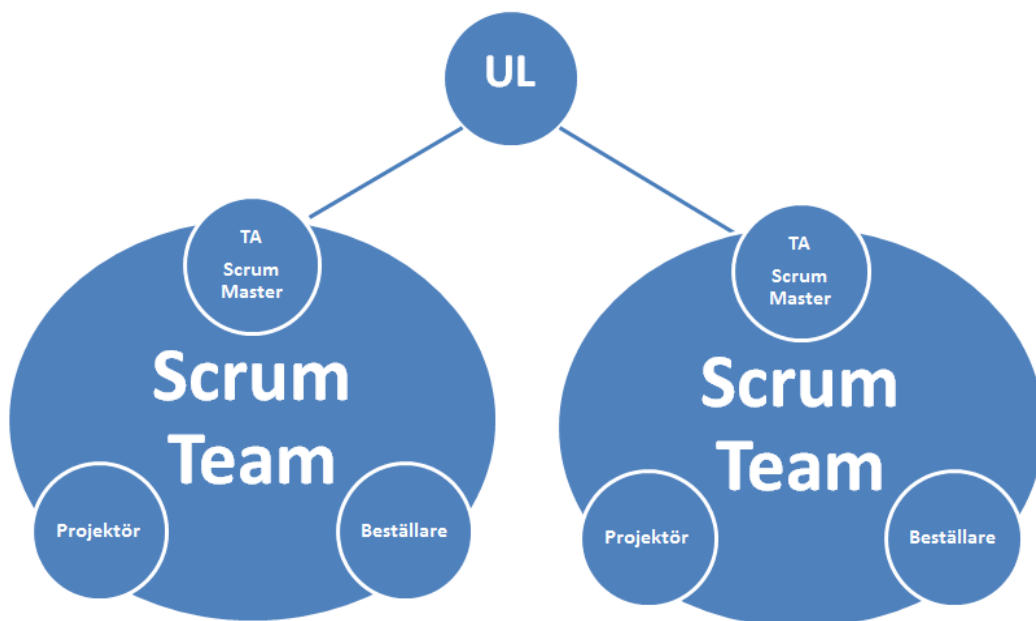 UL
TA
Scrum
Master
Scrum
Team
Projektör
Beställare
TA
Scrum
Master
Scrum
Team
Projektör
Beställare